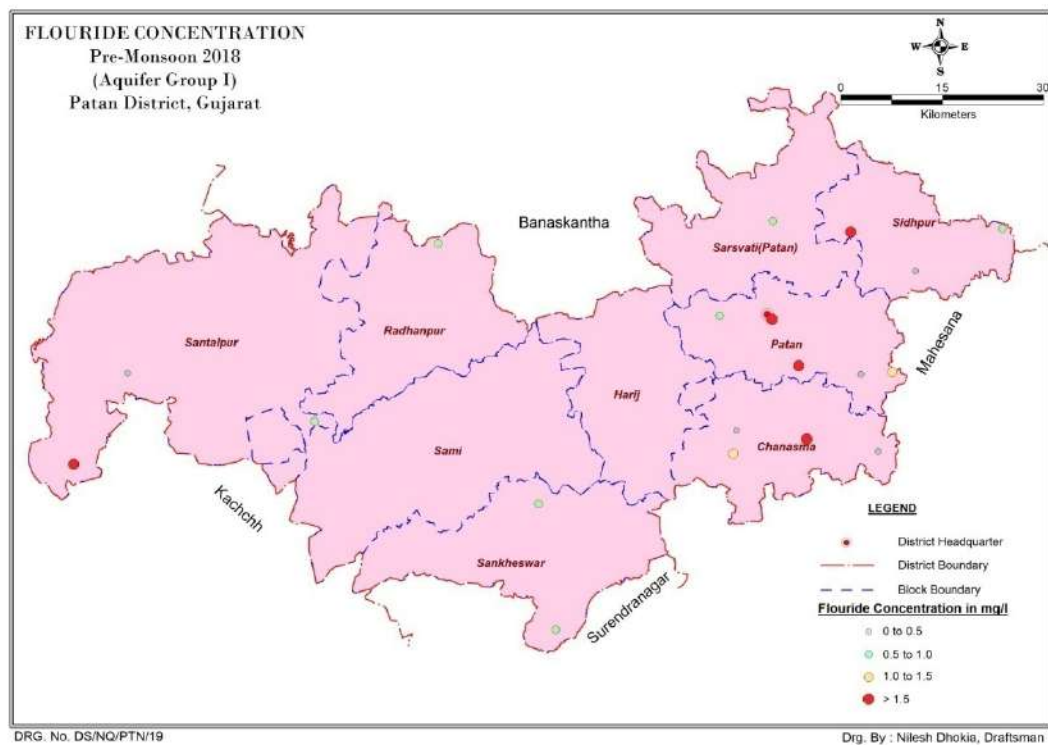 FLOURIDE CONCENTRATION
Pre-Monsoon 2018
(Aquifer Group I)
Patan District, Gujarat
N
W E
S
0 15 30
Kilometers
Banaskantha
Sidhpur
Sarsvati(Patan)
Santalpur
Radhanpur
Patan
Mahesana
Harij
Sami
Chanasma
Kachchh
Sankheswar
Surendranagar
LEGEND
District Headquarter
District Boundary
Block Boundary
Flouride Concentration in mg/l
0 to 0.5
0.5 to 1.0
1.0 to 1.5
> 1.5
DRG. No. DS/NQ/PTN/19
Drg. By : Nilesh Dhokia, Draftsman